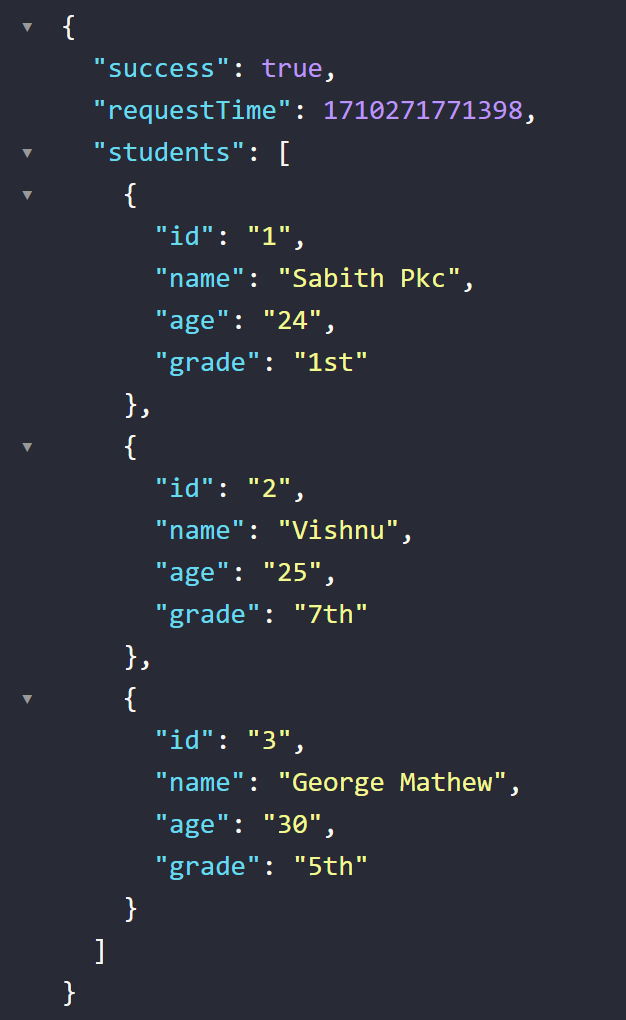 {
"success": true,
"requestTime": 1710271771398,
"students": [
{
"id": "1",
"name": "Sabith Pkc",
"age": "24",
"grade": "1st"
},
{
"id": "2",
"name": "Vishnu",
"age": "25",
"grade": "7th"
},
{
"id": "3",
"name": "George Mathew",
"age": "30",
"grade": "5th"
}
]
}